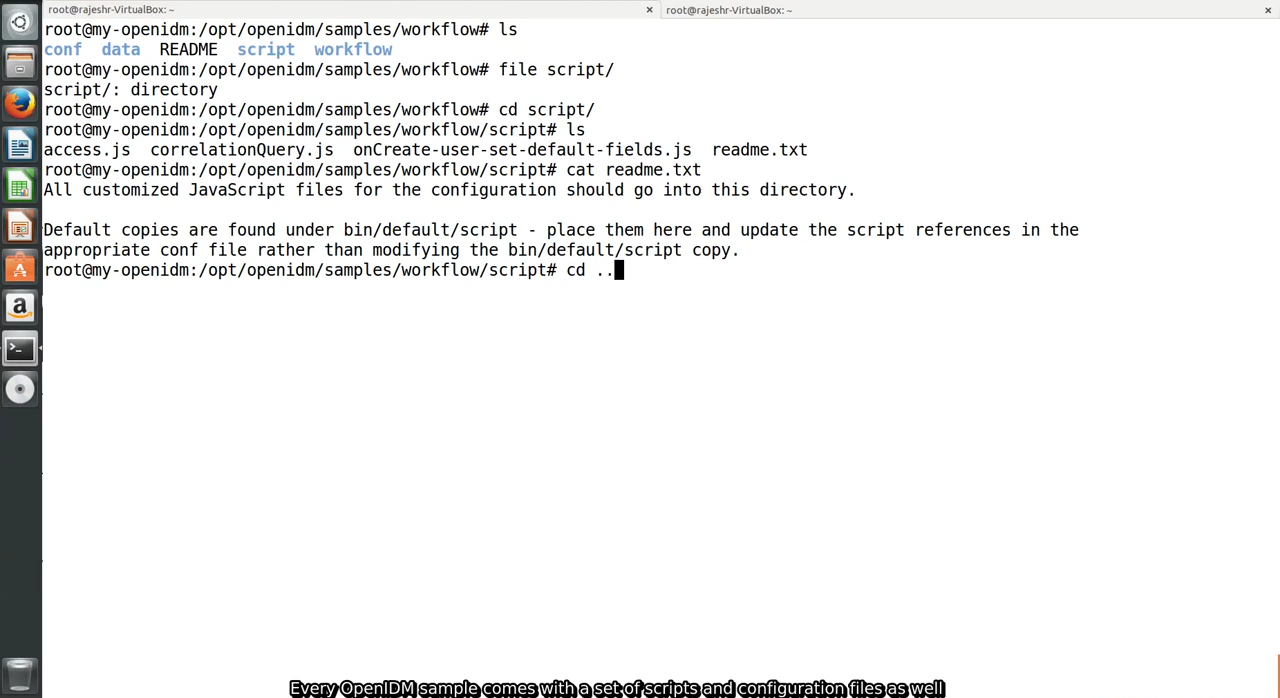 root@rajeshr-VirtualBox: ~ × root@rajeshr-VirtualBox: ~ ×
root@my-openidm:/opt/openidm/samples/workflow# ls
conf  data  README  script  workflow
root@my-openidm:/opt/openidm/samples/workflow# file script/
script/: directory
root@my-openidm:/opt/openidm/samples/workflow# cd script/
root@my-openidm:/opt/openidm/samples/workflow/script# ls
access.js  correlationQuery.js  onCreate-user-set-default-fields.js  readme.txt
root@my-openidm:/opt/openidm/samples/workflow/script# cat readme.txt
All customized JavaScript files for the configuration should go into this directory.

Default copies are found under bin/default/script - place them here and update the script references in the
appropriate conf file rather than modifying the bin/default/script copy.
root@my-openidm:/opt/openidm/samples/workflow/script# cd ..
Every OpenIDM sample comes with a set of scripts and configuration files as well